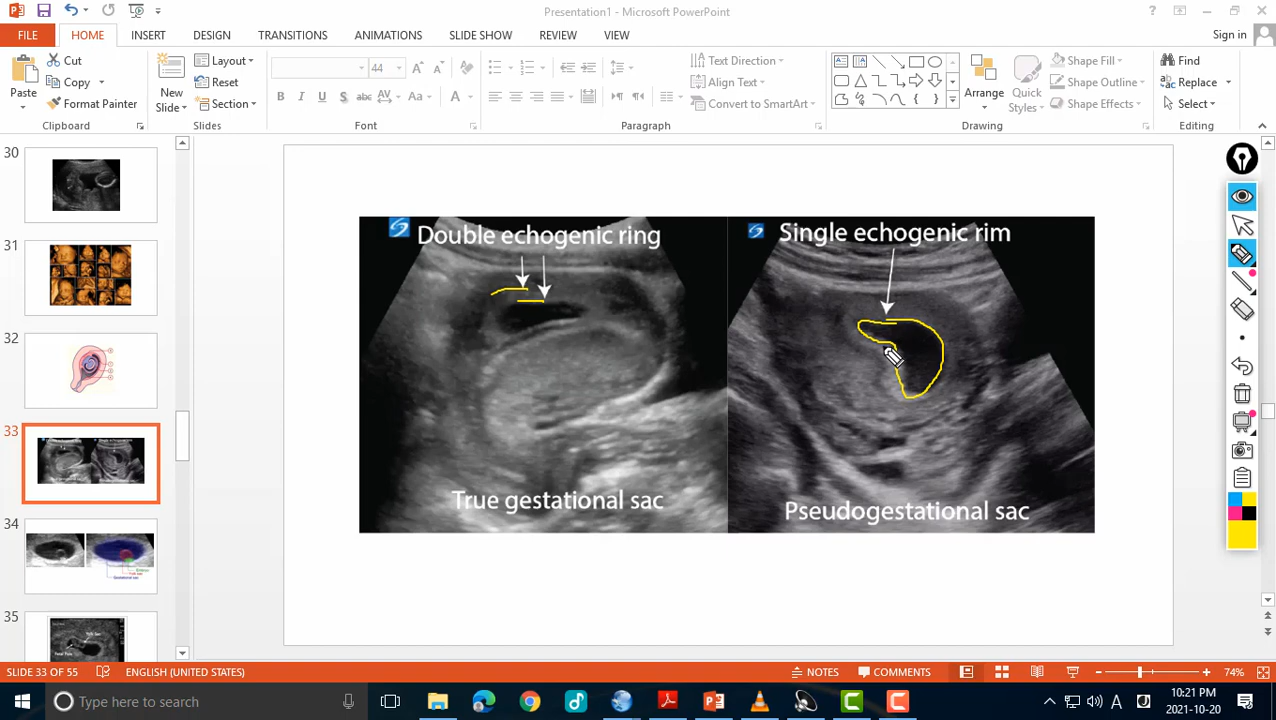 Presentation1 - Microsoft PowerPoint
FILE HOME INSERT DESIGN TRANSITIONS ANIMATIONS SLIDE SHOW REVIEW VIEW Sign in
Paste
Cut
Copy
Format Painter
Clipboard
New
Slide
Layout
Reset
Section
Slides
44
B I U S abc AV Aa A
Font
Text Direction
Align Text
Convert to SmartArt
Paragraph
Arrange
Quick
Styles
Shape Fill
Shape Outline
Shape Effects
Drawing
Find
Replace
Select
Editing
30
31
32
33
34
35
Double echogenic ring
True gestational sac
Single echogenic rim
Pseudogestational sac
SLIDE 33 OF 55 ENGLISH (UNITED STATES) NOTES COMMENTS 74%
Type here to search
10:21 PM
2021-10-20